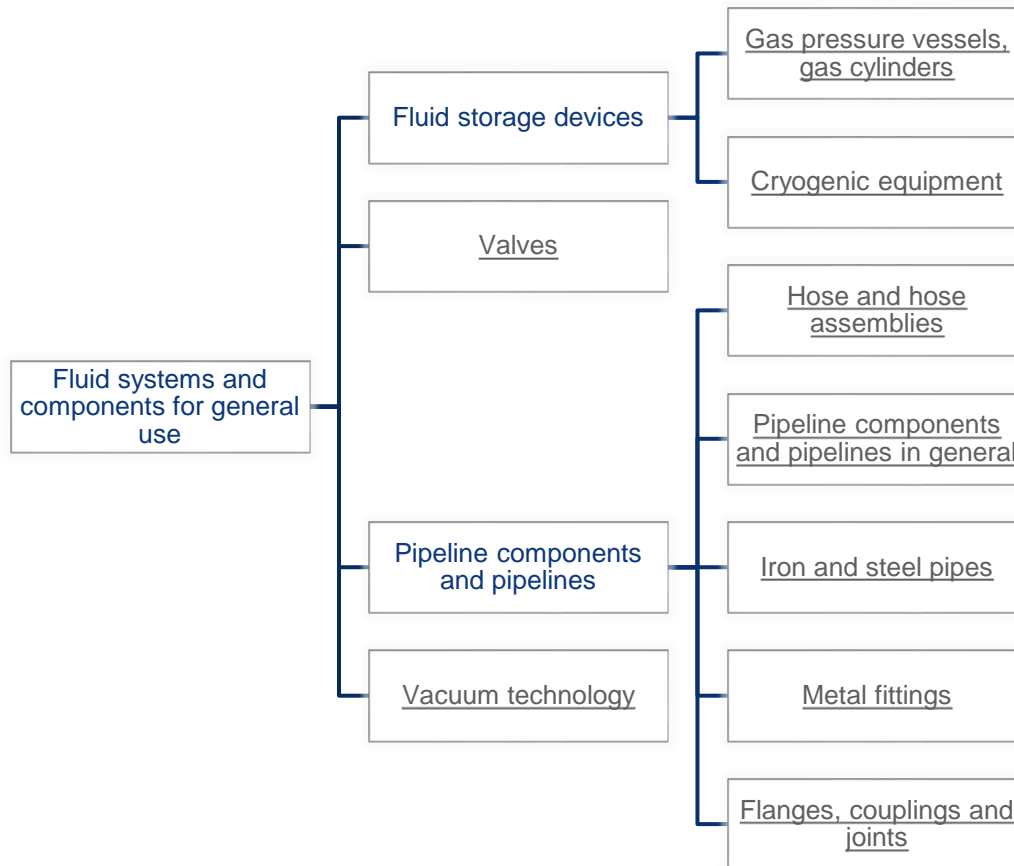 Fluid systems and
components for general
use
Fluid storage devices
Gas pressure vessels,
gas cylinders
Cryogenic equipment
Valves
Pipeline components
and pipelines
Hose and hose
assemblies
Pipeline components
and pipelines in general
Iron and steel pipes
Metal fittings
Flanges, couplings and
joints
Vacuum technology